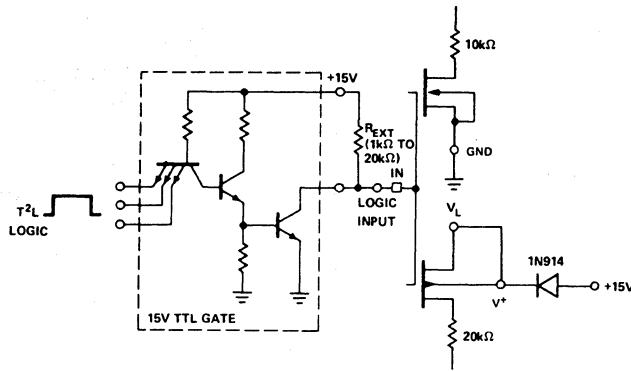 10kΩ
+15V
R_EXT
(1kΩ TO
20kΩ)
IN
GND
LOGIC
INPUT
T²L
LOGIC
V_L
1N914
+15V
V⁺
15V TTL GATE
20kΩ